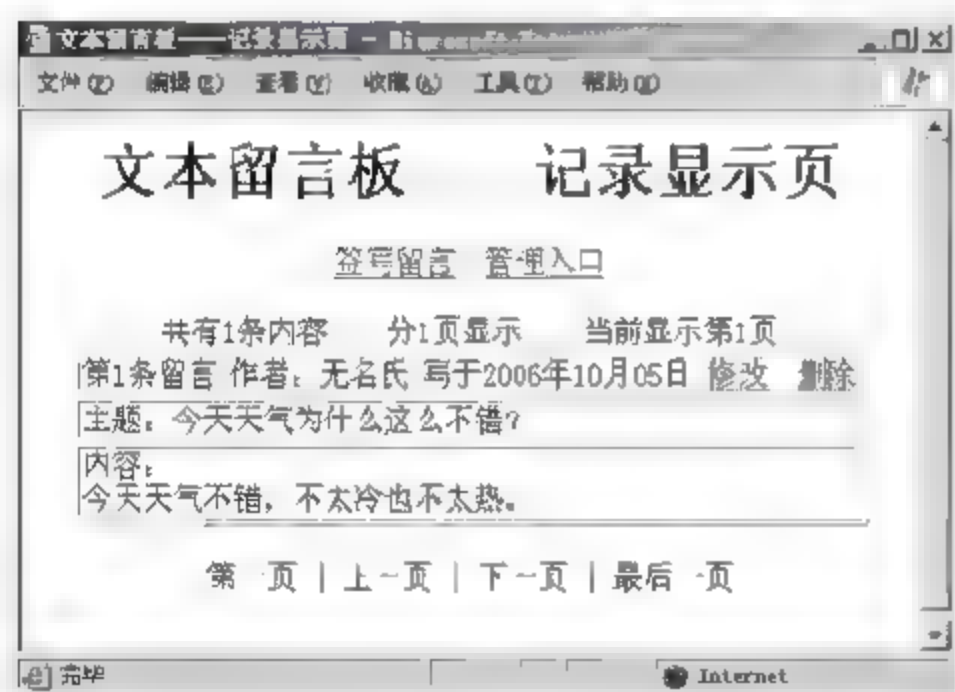 文本留言板——记录显示页 - Microsoft
文件(F) 编辑(E) 查看(V) 收藏(A) 工具(T) 帮助(H)
文本留言板 记录显示页
签写留言 管理入口
共有1条内容 分1页显示 当前显示第1页
第1条留言 作者：无名氏 写于2006年10月05日 修改 删除
主题：今天天气为什么这么不错？
内容：
今天天气不错，不太冷也不太热。
第一页 | 上一页 | 下一页 | 最后一页
完毕 Internet